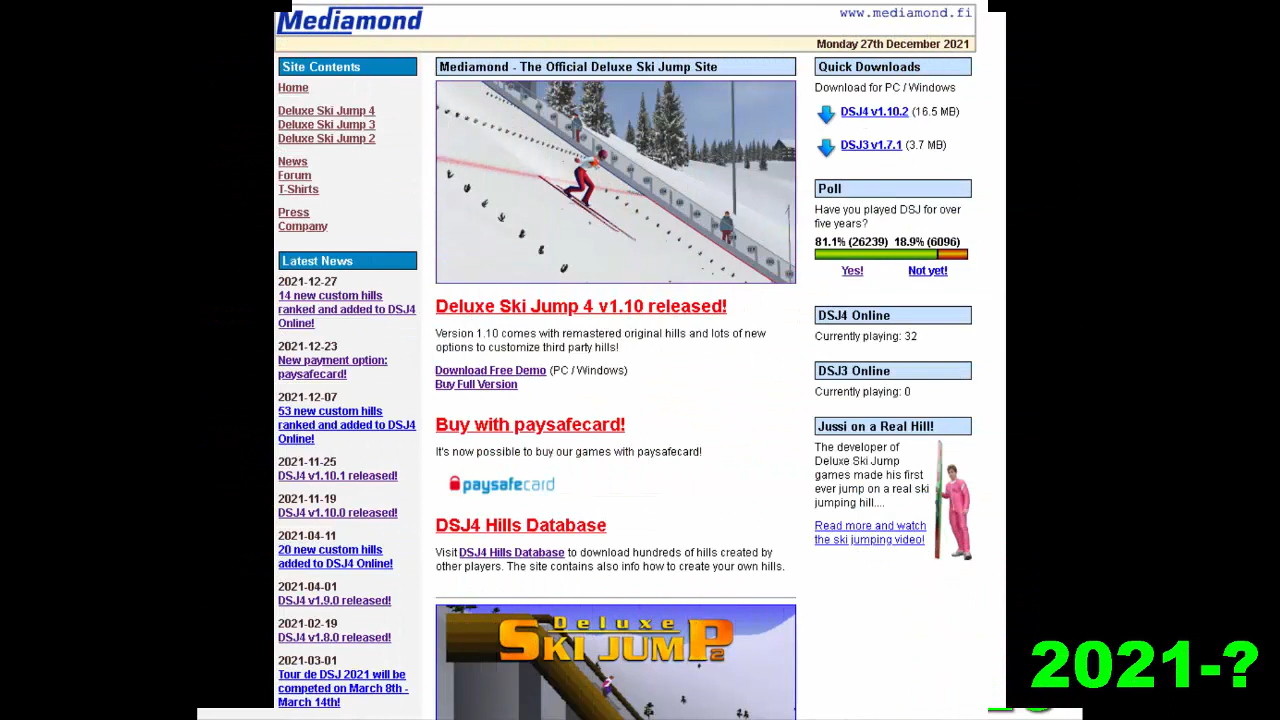 Mediamond
www.mediamond.fi
Monday 27th December 2021
Site Contents
Home
Deluxe Ski Jump 4
Deluxe Ski Jump 3
Deluxe Ski Jump 2
News
Forum
T-Shirts
Press
Company
Latest News
2021-12-27
14 new custom hills
ranked and added to DSJ4
Online!
2021-12-23
New payment option:
paysafecard!
2021-12-07
53 new custom hills
ranked and added to DSJ4
Online!
2021-11-25
DSJ4 v1.10.1 released!
2021-11-19
DSJ4 v1.10.0 released!
2021-04-11
20 new custom hills
added to DSJ4 Online!
2021-04-01
DSJ4 v1.9.0 released!
2021-02-19
DSJ4 v1.8.0 released!
2021-03-01
Tour de DSJ 2021 will be
competed on March 8th -
March 14th!
Mediamond - The Official Deluxe Ski Jump Site
Deluxe Ski Jump 4 v1.10 released!
Version 1.10 comes with remastered original hills and lots of new
options to customize third party hills!
Download Free Demo (PC / Windows)
Buy Full Version
Buy with paysafecard!
It's now possible to buy our games with paysafecard!
paysafecard
DSJ4 Hills Database
Visit DSJ4 Hills Database to download hundreds of hills created by
other players. The site contains also info how to create your own hills.
Deluxe
SKI JUMP 2
Quick Downloads
Download for PC / Windows
DSJ4 v1.10.2 (16.5 MB)
DSJ3 v1.7.1 (3.7 MB)
Poll
Have you played DSJ for over
five years?
81.1% (26239) 18.9% (6096)
Yes! Not yet!
DSJ4 Online
Currently playing: 32
DSJ3 Online
Currently playing: 0
Jussi on a Real Hill!
The developer of
Deluxe Ski Jump
games made his first
ever jump on a real ski
jumping hill....
Read more and watch
the ski jumping video!
2021-?